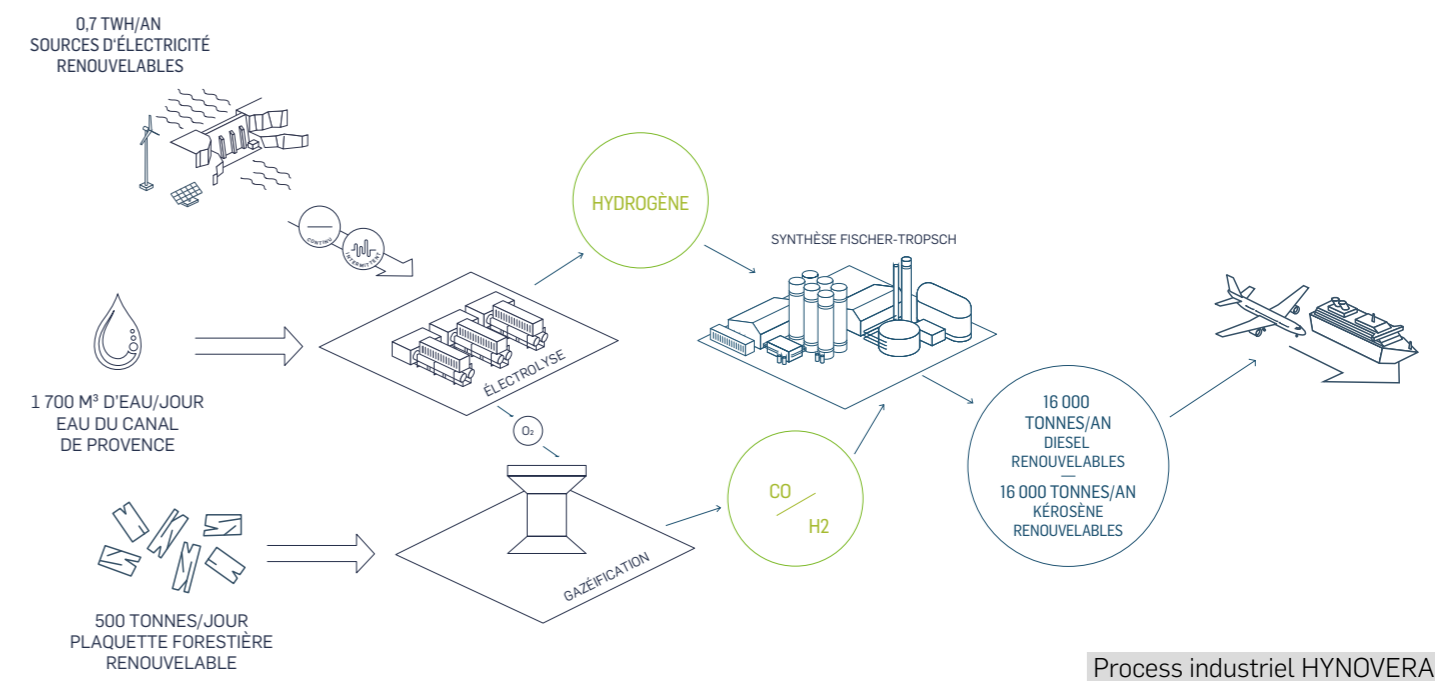 0,7 TWH/AN
SOURCES D'ÉLECTRICITÉ
RENOUVELABLES
CONTINU
INTERMITTENT
HYDROGÈNE
SYNTHÈSE FISCHER-TROPSCH
ÉLECTROLYSE
1 700 M³ D'EAU/JOUR
EAU DU CANAL
DE PROVENCE
O₂
16 000
TONNES/AN
DIESEL
RENOUVELABLES
16 000 TONNES/AN
KÉROSÈNE
RENOUVELABLES
CO
H2
GAZÉIFICATION
500 TONNES/JOUR
PLAQUETTE FORESTIÈRE
RENOUVELABLE
Process industriel HYNOVERA